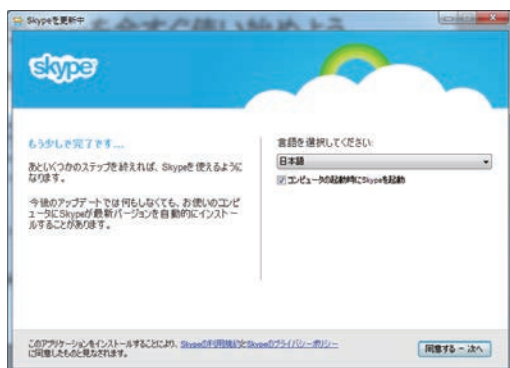 Skypeを更新中
skype
もう少しで完了です...
あといくつかのステップを終えれば、Skypeを使えるように
なります。
今後のアップデートでは何もしなくても、お使いのコンピ
ュータにSkypeが最新バージョンを自動的にインストー
ルすることがあります。
言語を選択してください:
日本語
コンピュータの起動時にSkypeを起動
このアプリケーションをインストールすることにより、Skypeの利用規約とSkypeのプライバシーポリシー
に同意したものと見なされます。
同意する - 次へ